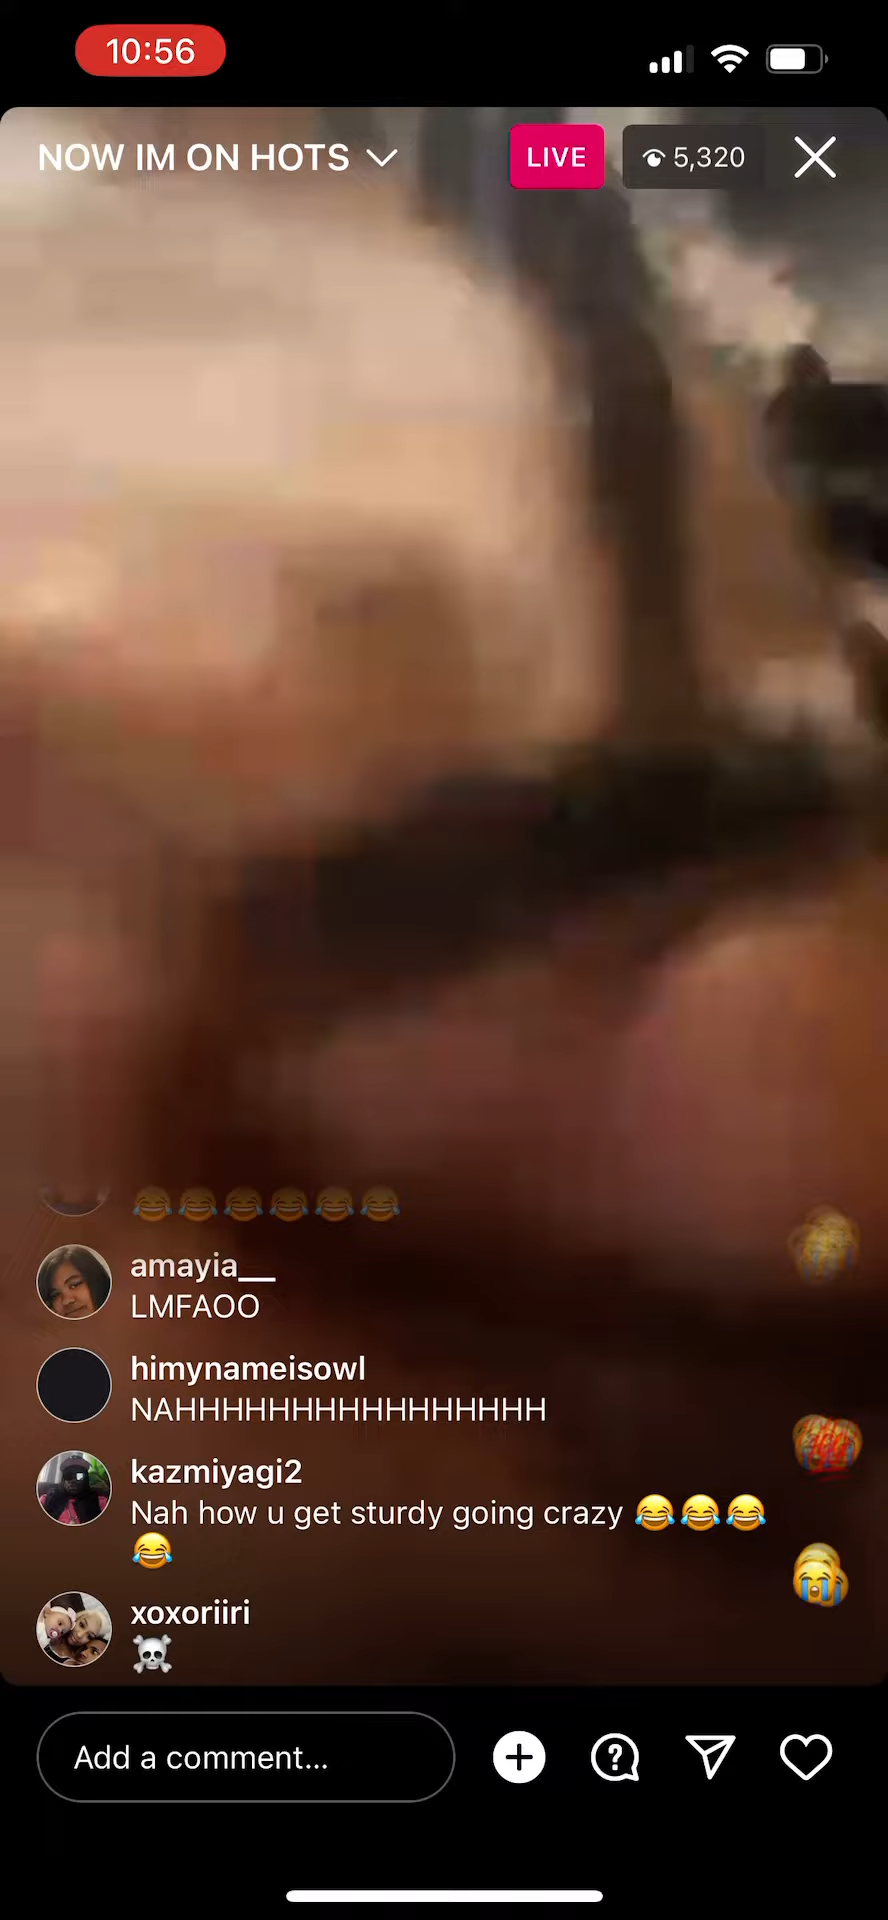 10:56
NOW IM ON HOTS
LIVE
5,320
😂😂😂😂😂😂
amayia__
LMFAOO
himynameisowl
NAHHHHHHHHHHHHHHHH
kazmiyagi2
Nah how u get sturdy going crazy 😂😂😂
😂
xoxoriiri
☠️
Add a comment...